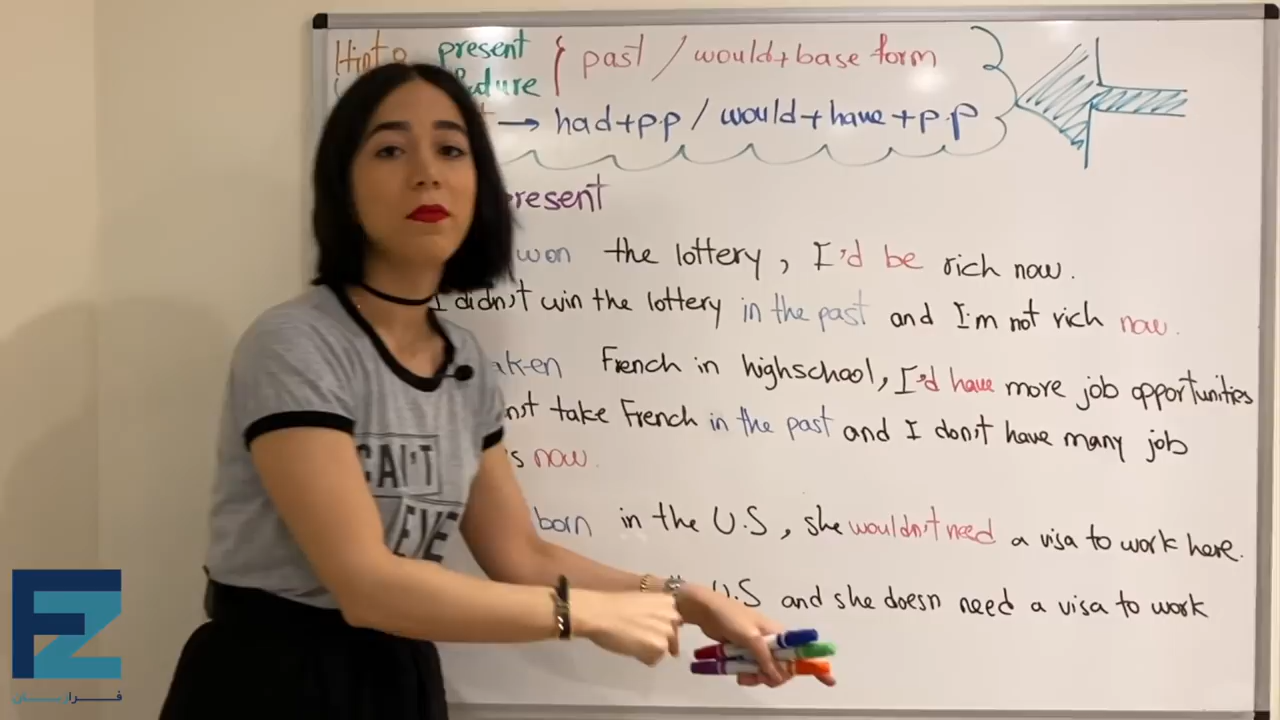 Hint: present { past / would+base form
had+p.p / would+have+p.p
present
won the lottery, I'd be rich now.
I didn't win the lottery in the past and I'm not rich now.
French in highschool, I'd have more job opportunities
take French in the past and I don't have many job
now.
born in the U.S, she wouldn't need a visa to work here.
U.S and she doesn need a visa to work
CAN'T
EYE
FZ